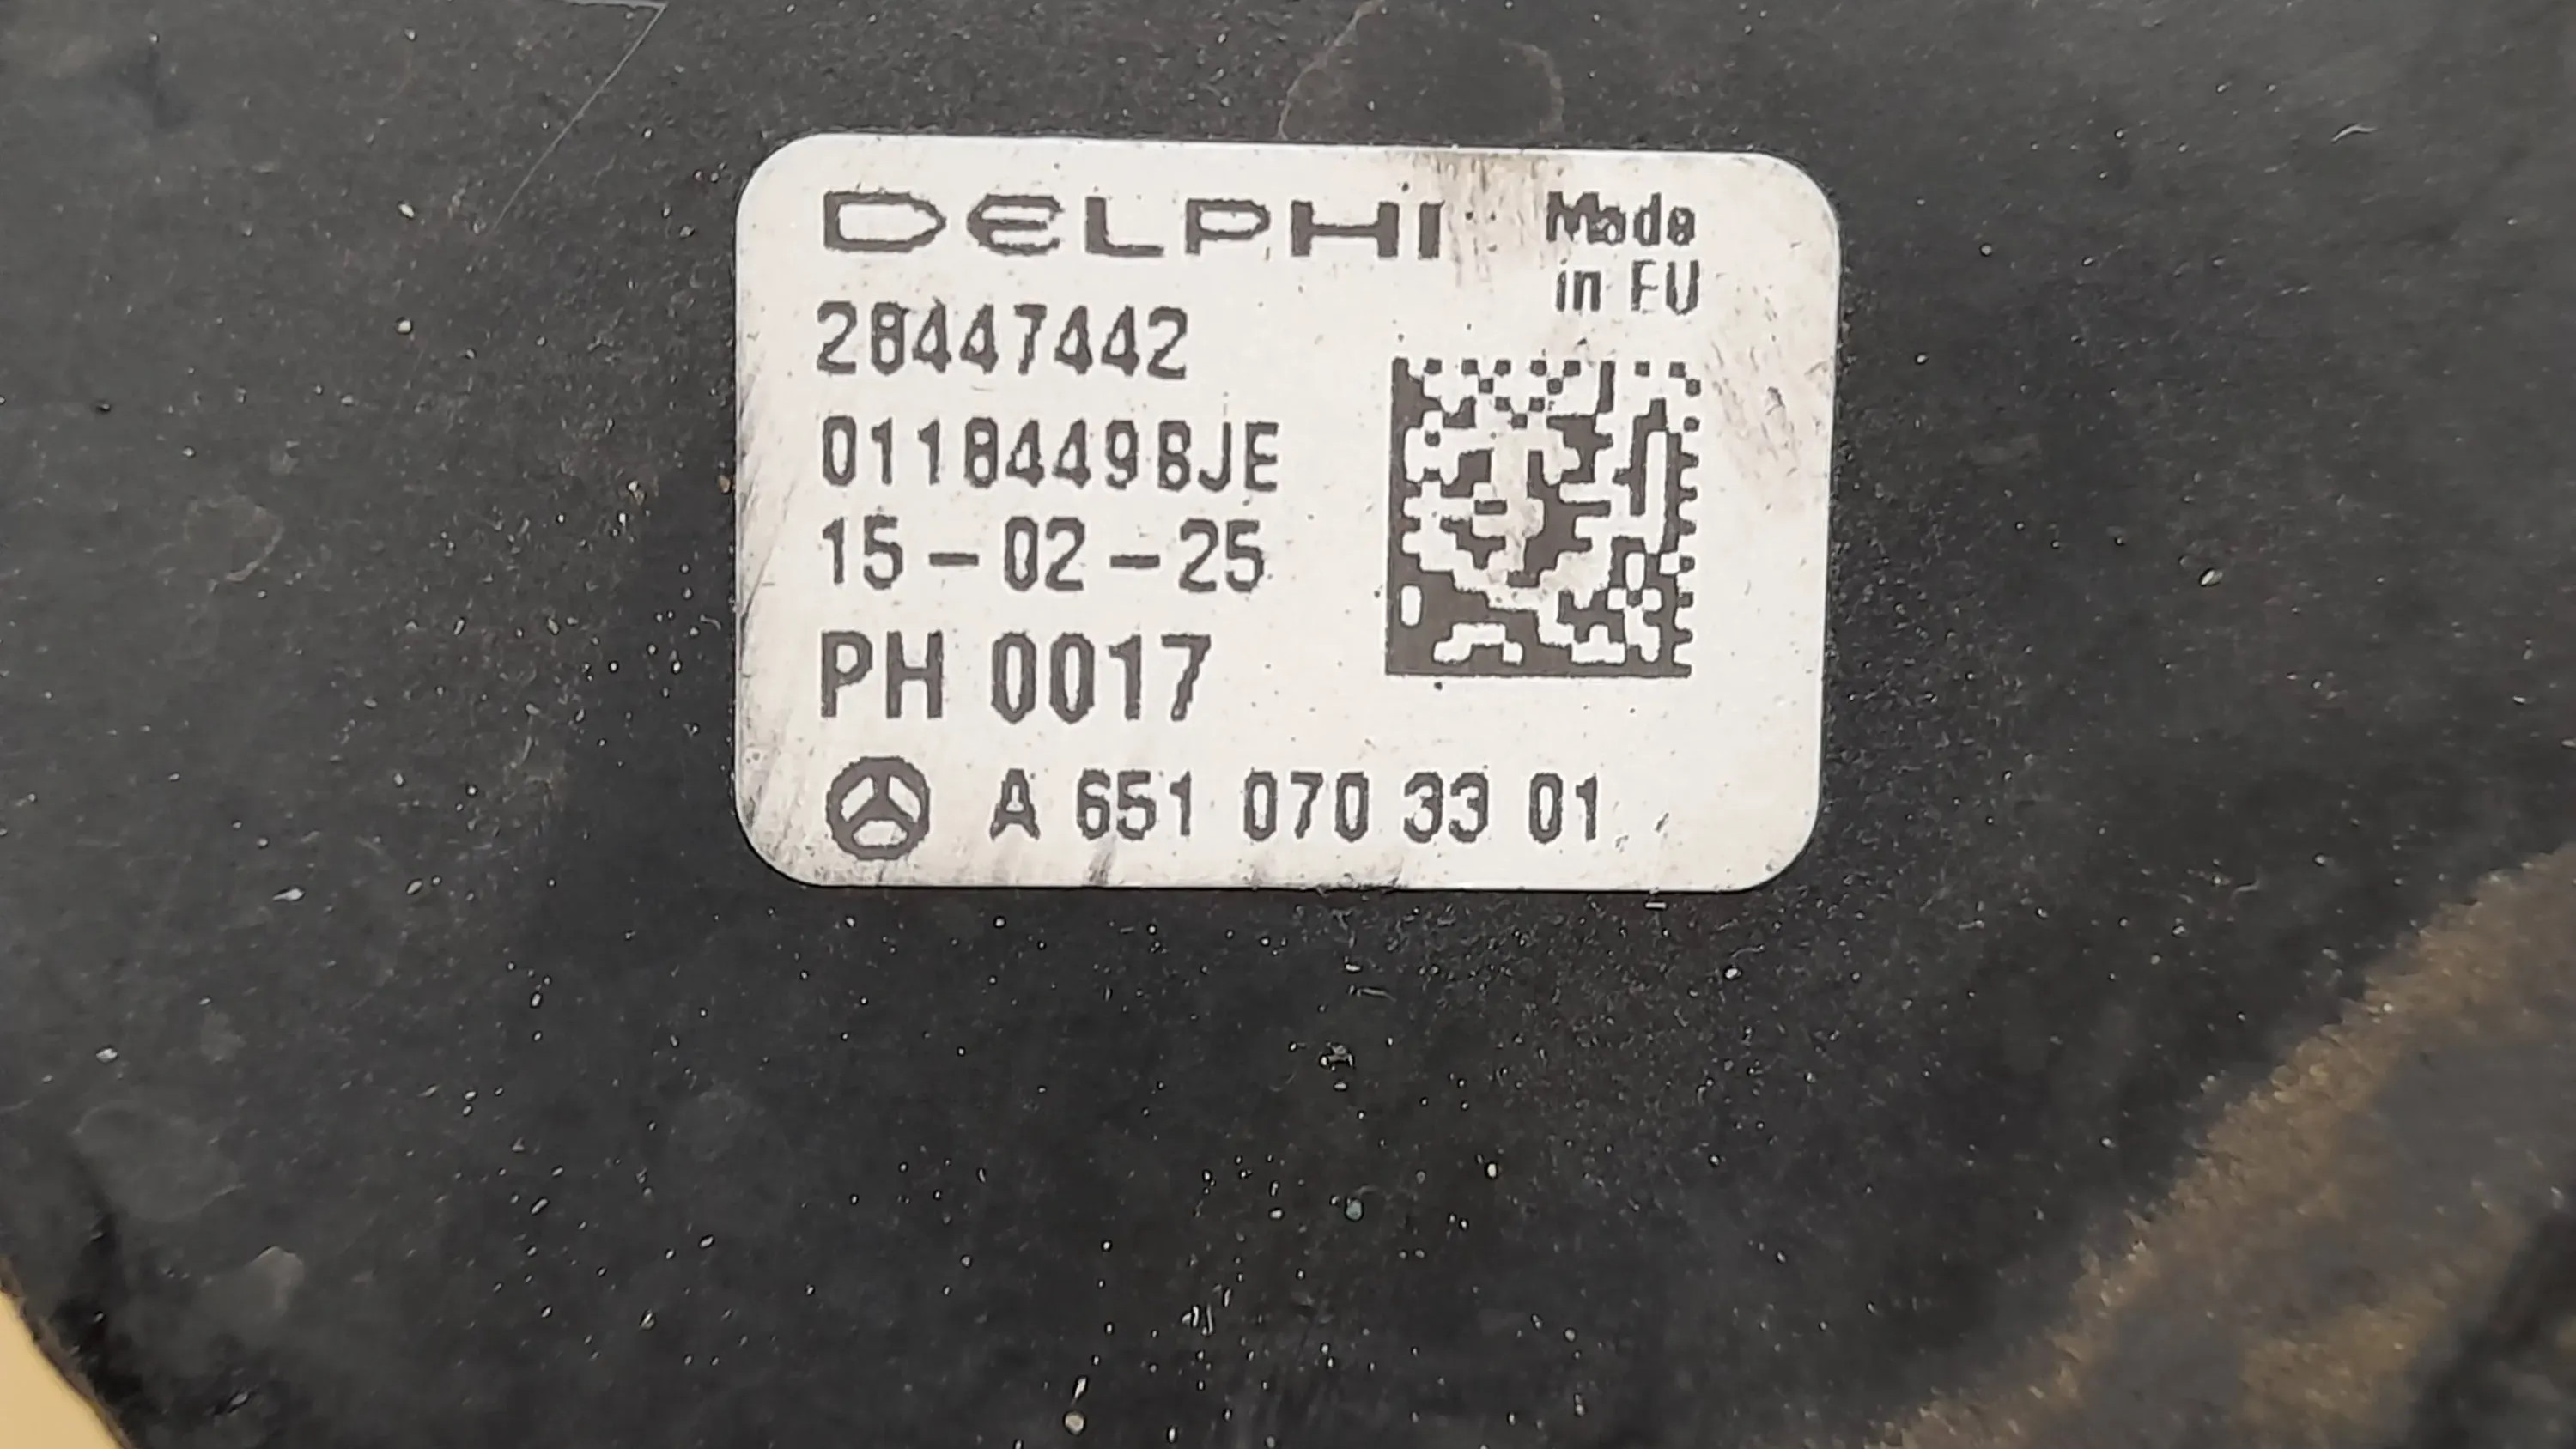 DELPHI
Made
in EU
28447442
01184498JE
15-02-25
PH 0017
A 651 070 33 01